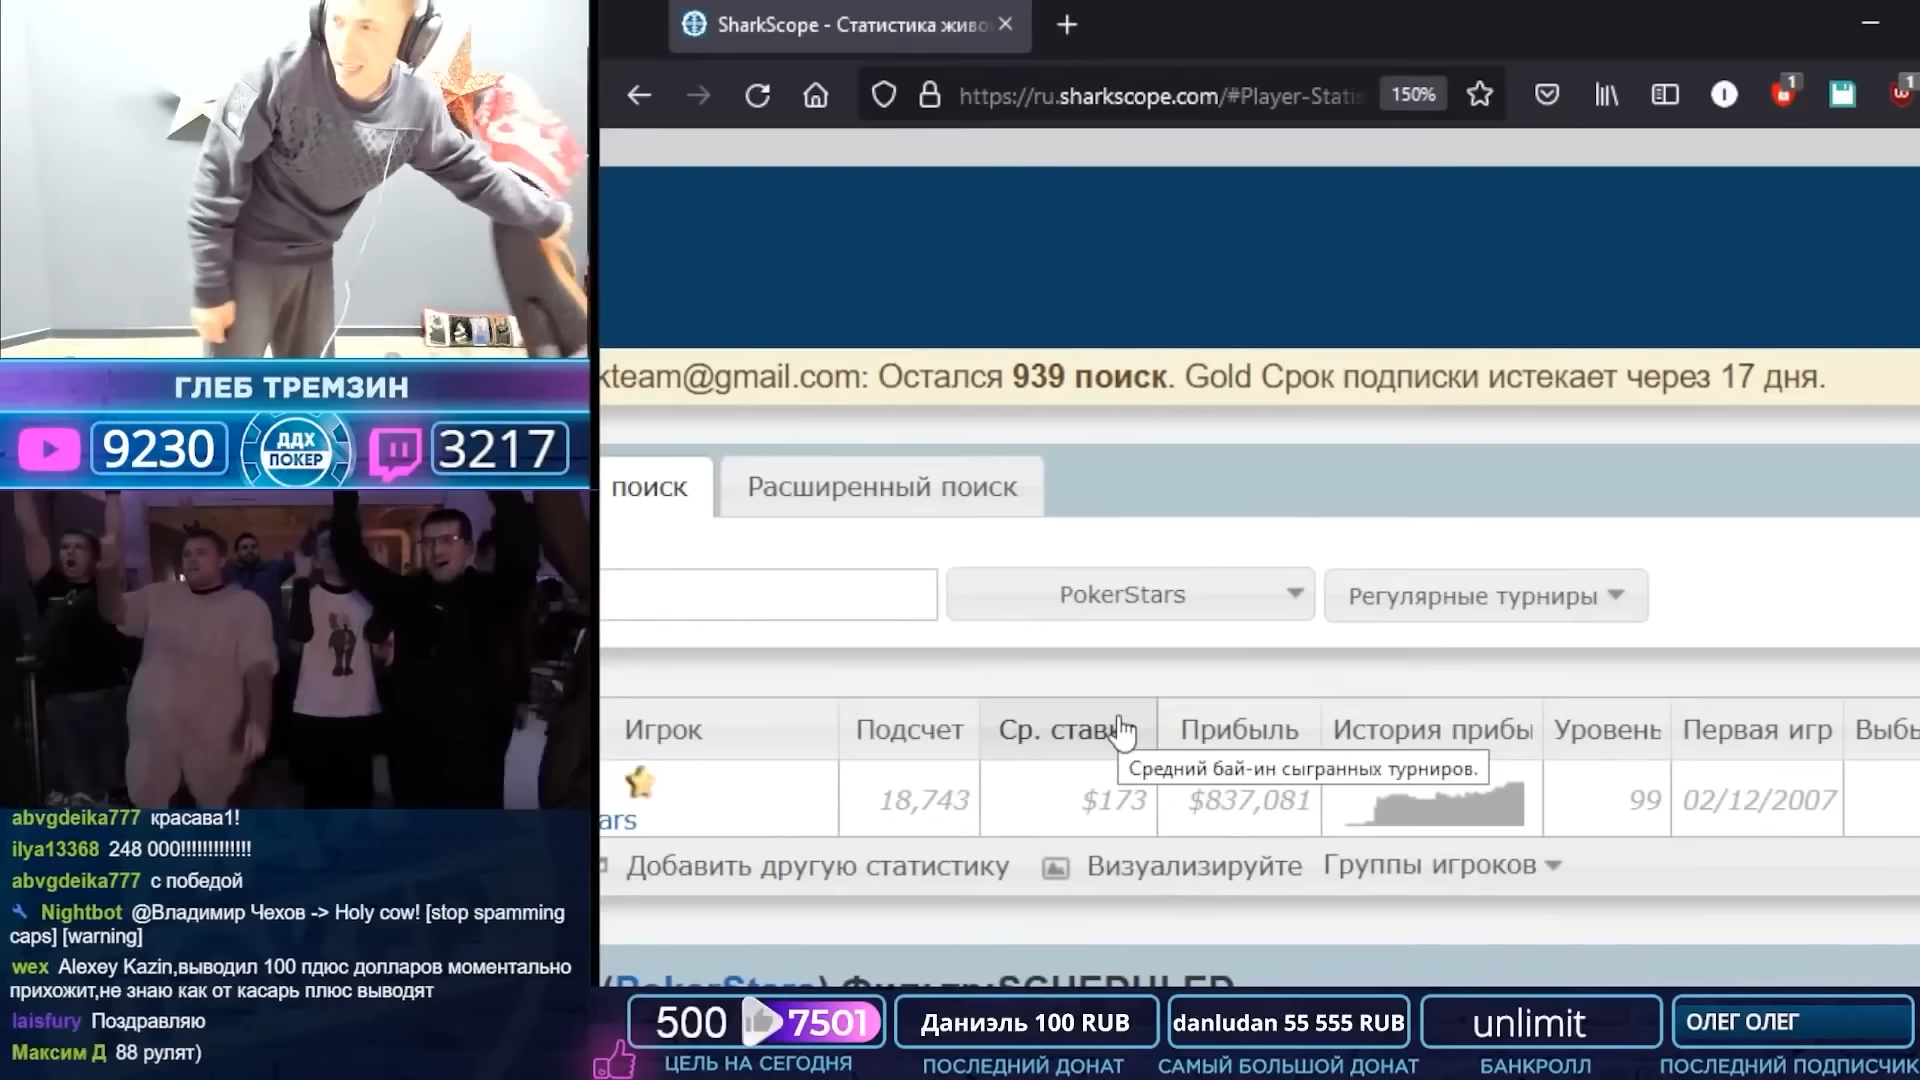 SharkScope - Статистика живо
https://ru.sharkscope.com/#Player-Statis
150%
1
1
kteam@gmail.com: Остался 939 поиск. Gold Срок подписки истекает через 17 дня.
поиск
Расширенный поиск
PokerStars
Регулярные турниры
Игрок
Подсчет
Ср. став
Прибыль
История прибы
Уровень
Первая игр
Выбы
Средний бай-ин сыгранных турниров.
ars
18,743
$173
$837,081
99
02/12/2007
Добавить другую статистику
Визуализируйте
Группы игроков
(PokerStars) Фильтр:SCHEDULED
ГЛЕБ ТРЕМЗИН
9230
ДДХ
ПОКЕР
3217
abvgdeika777 красава1!
ilya13368 248 000!!!!!!!!!!!!!
abvgdeika777 с победой
Nightbot @Владимир Чехов -> Holy cow! [stop spamming
caps] [warning]
wex Alexey Kazin,выводил 100 пдюс долларов моментально
прихожит,не знаю как от касарь плюс выводят
laisfury Поздравляю
Максим Д 88 рулят)
500
7501
ЦЕЛЬ НА СЕГОДНЯ
Даниэль 100 RUB
ПОСЛЕДНИЙ ДОНАТ
danludan 55 555 RUB
САМЫЙ БОЛЬШОЙ ДОНАТ
unlimit
БАНКРОЛЛ
ОЛЕГ ОЛЕГ
ПОСЛЕДНИЙ ПОДПИСЧИК